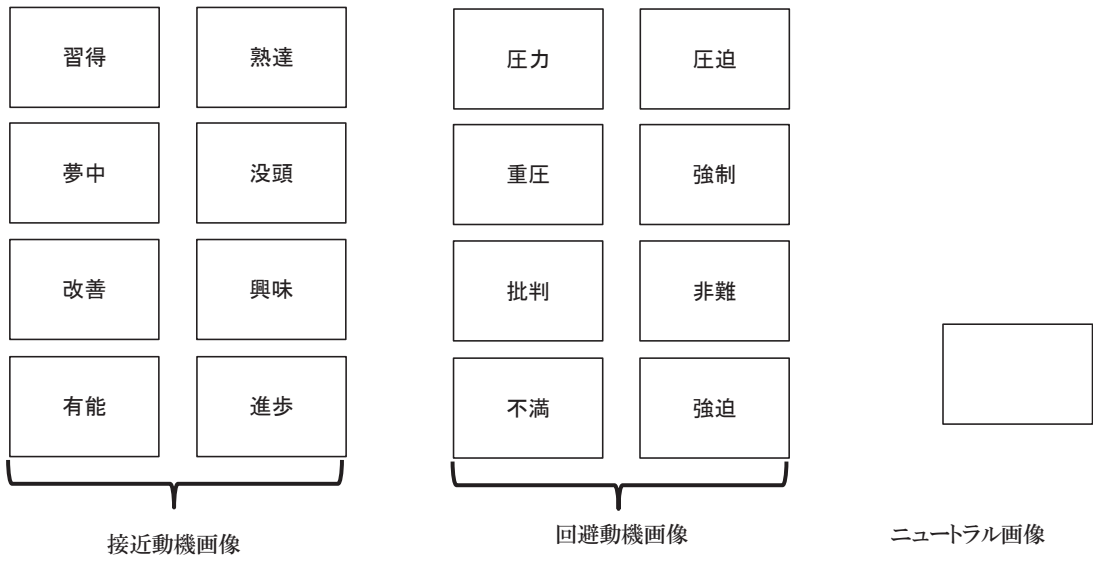 習得 熟達
夢中 没頭
改善 興味
有能 進歩
接近動機画像
圧力 圧迫
重圧 強制
批判 非難
不満 強迫
回避動機画像
ニュートラル画像